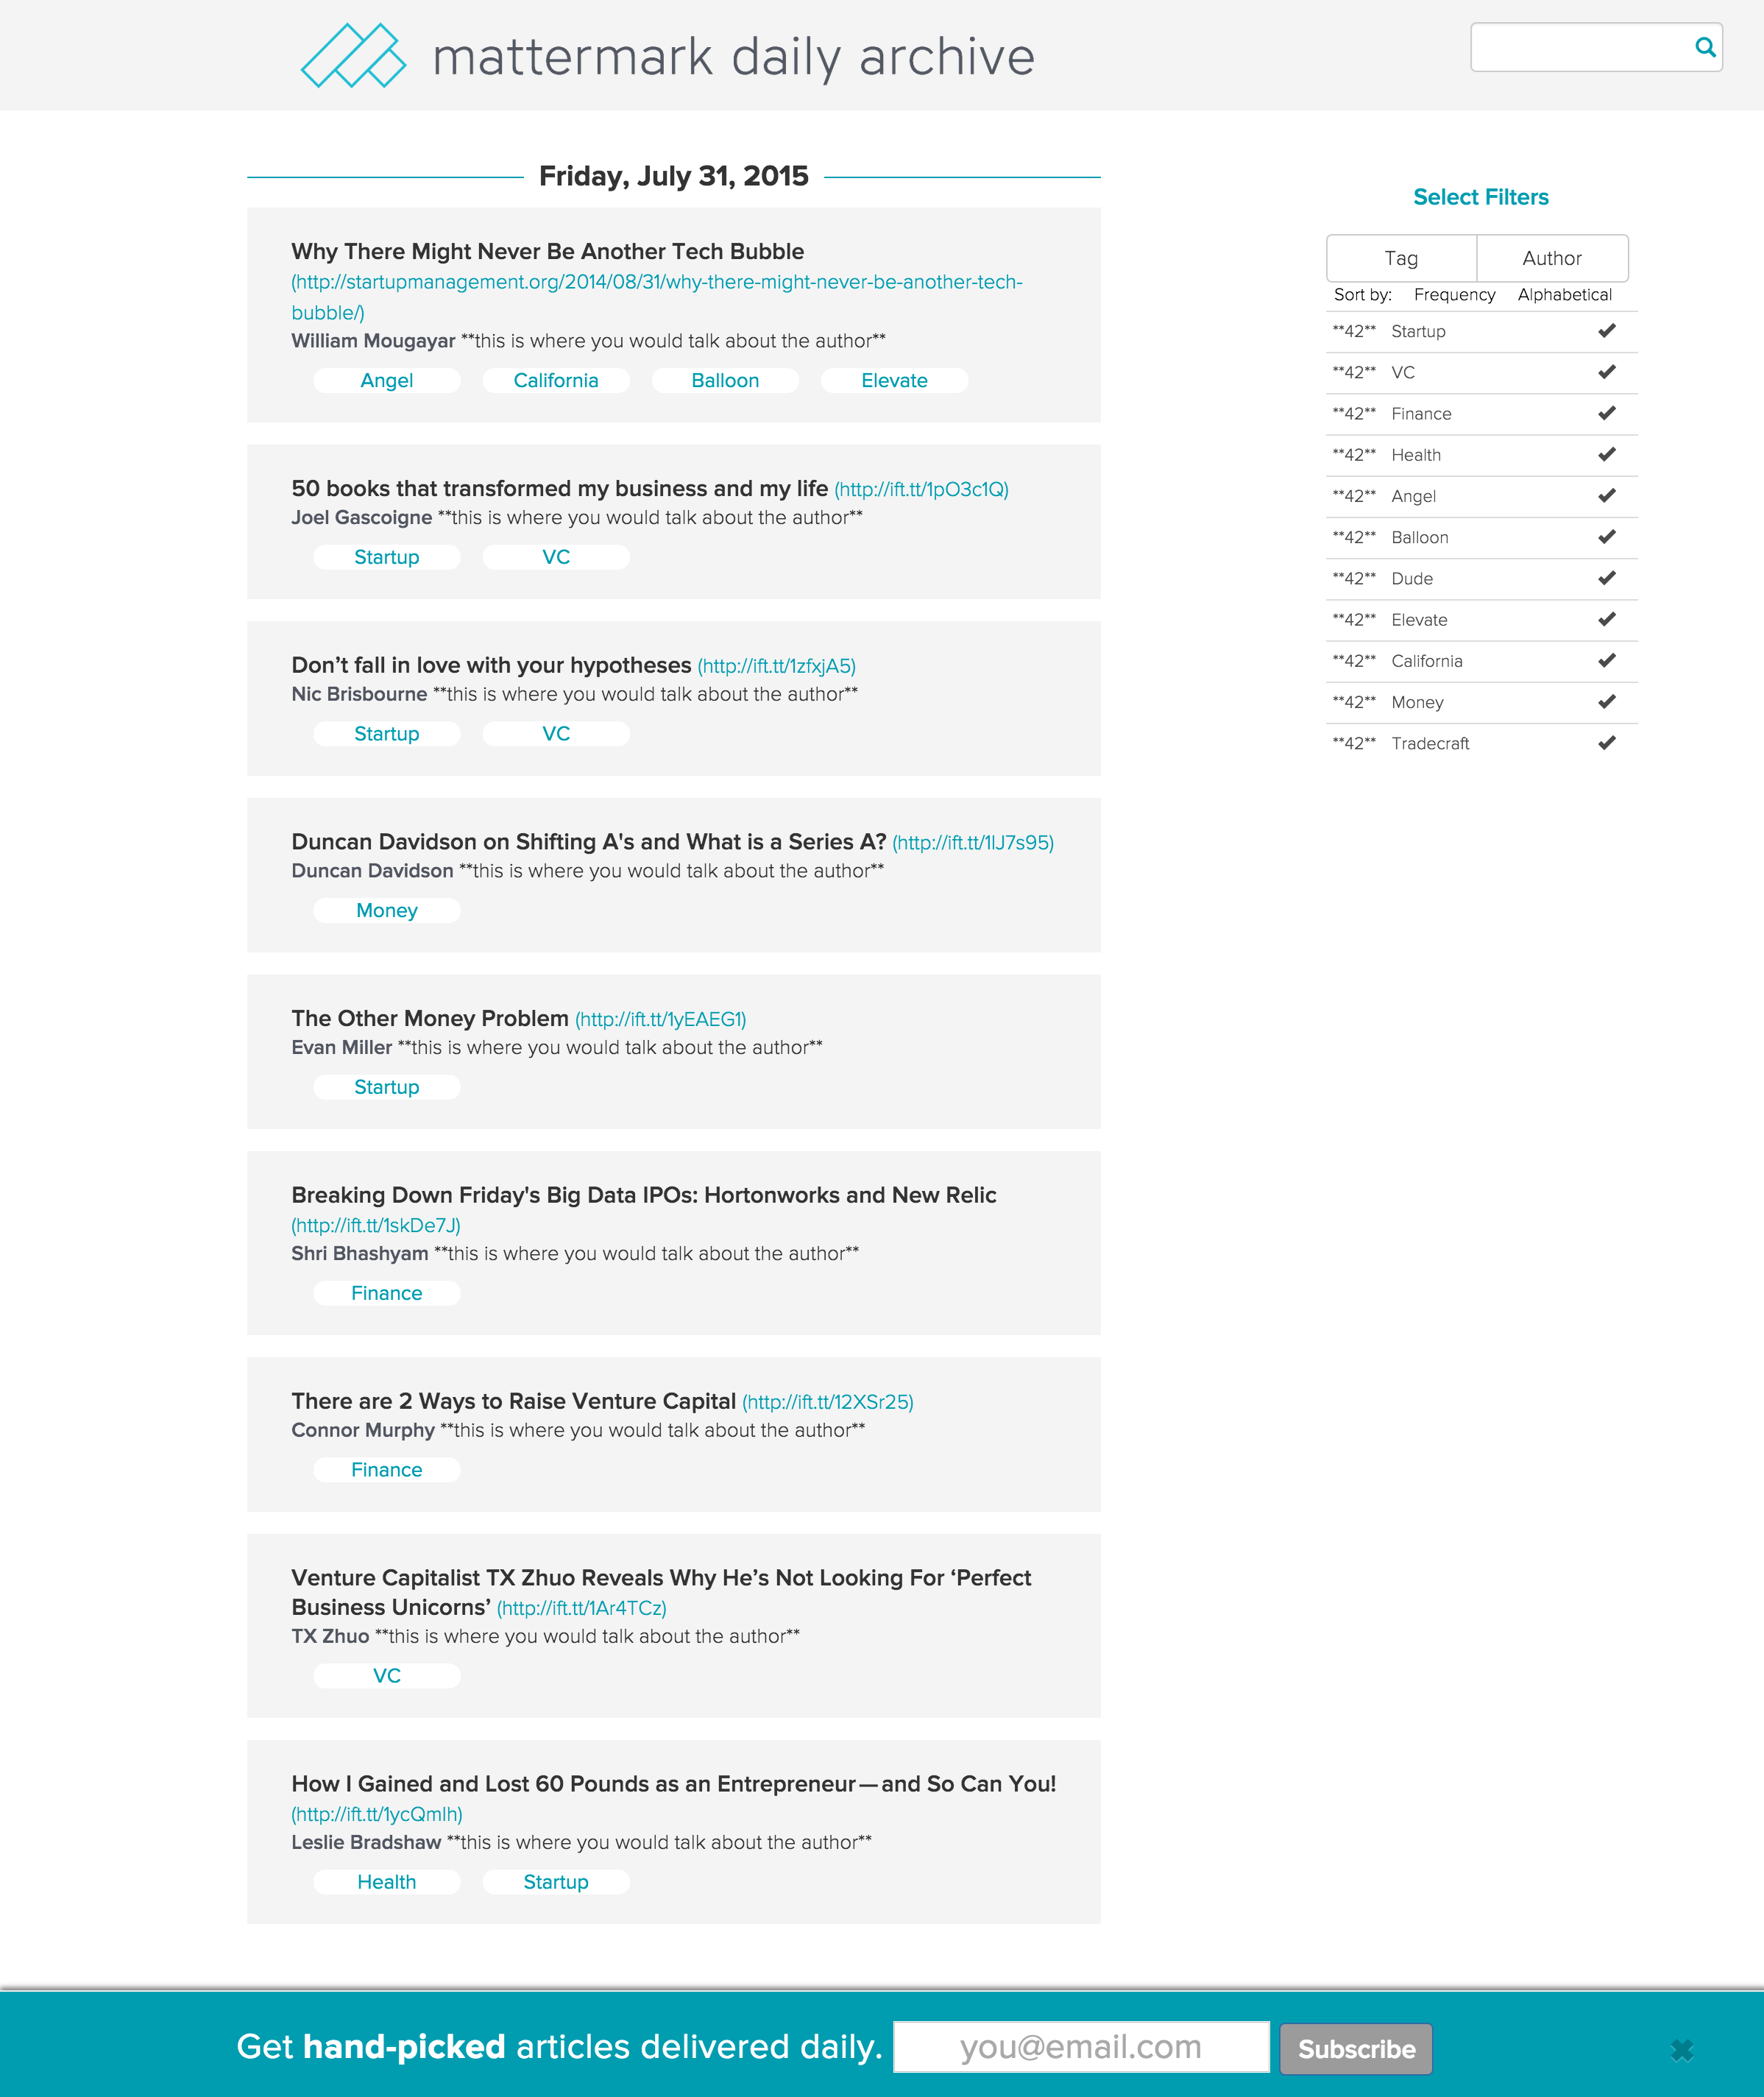 mattermark daily archive
Friday, July 31, 2015
Why There Might Never Be Another Tech Bubble
(http://startupmanagement.org/2014/08/31/why-there-might-never-be-another-tech-
bubble/)
William Mougayar **this is where you would talk about the author**
Angel California Balloon Elevate
50 books that transformed my business and my life (http://ift.tt/1pO3c1Q)
Joel Gascoigne **this is where you would talk about the author**
Startup VC
Don’t fall in love with your hypotheses (http://ift.tt/1zfxjA5)
Nic Brisbourne **this is where you would talk about the author**
Startup VC
Duncan Davidson on Shifting A's and What is a Series A? (http://ift.tt/1lJ7s95)
Duncan Davidson **this is where you would talk about the author**
Money
The Other Money Problem (http://ift.tt/1yEAEG1)
Evan Miller **this is where you would talk about the author**
Startup
Breaking Down Friday's Big Data IPOs: Hortonworks and New Relic
(http://ift.tt/1skDe7J)
Shri Bhashyam **this is where you would talk about the author**
Finance
There are 2 Ways to Raise Venture Capital (http://ift.tt/12XSr25)
Connor Murphy **this is where you would talk about the author**
Finance
Venture Capitalist TX Zhuo Reveals Why He’s Not Looking For ‘Perfect
Business Unicorns’ (http://ift.tt/1Ar4TCz)
TX Zhuo **this is where you would talk about the author**
VC
How I Gained and Lost 60 Pounds as an Entrepreneur — and So Can You!
(http://ift.tt/1ycQmlh)
Leslie Bradshaw **this is where you would talk about the author**
Health Startup
Select Filters
Tag Author
Sort by: Frequency Alphabetical
**42** Startup
**42** VC
**42** Finance
**42** Health
**42** Angel
**42** Balloon
**42** Dude
**42** Elevate
**42** California
**42** Money
**42** Tradecraft
Get hand-picked articles delivered daily. you@email.com Subscribe